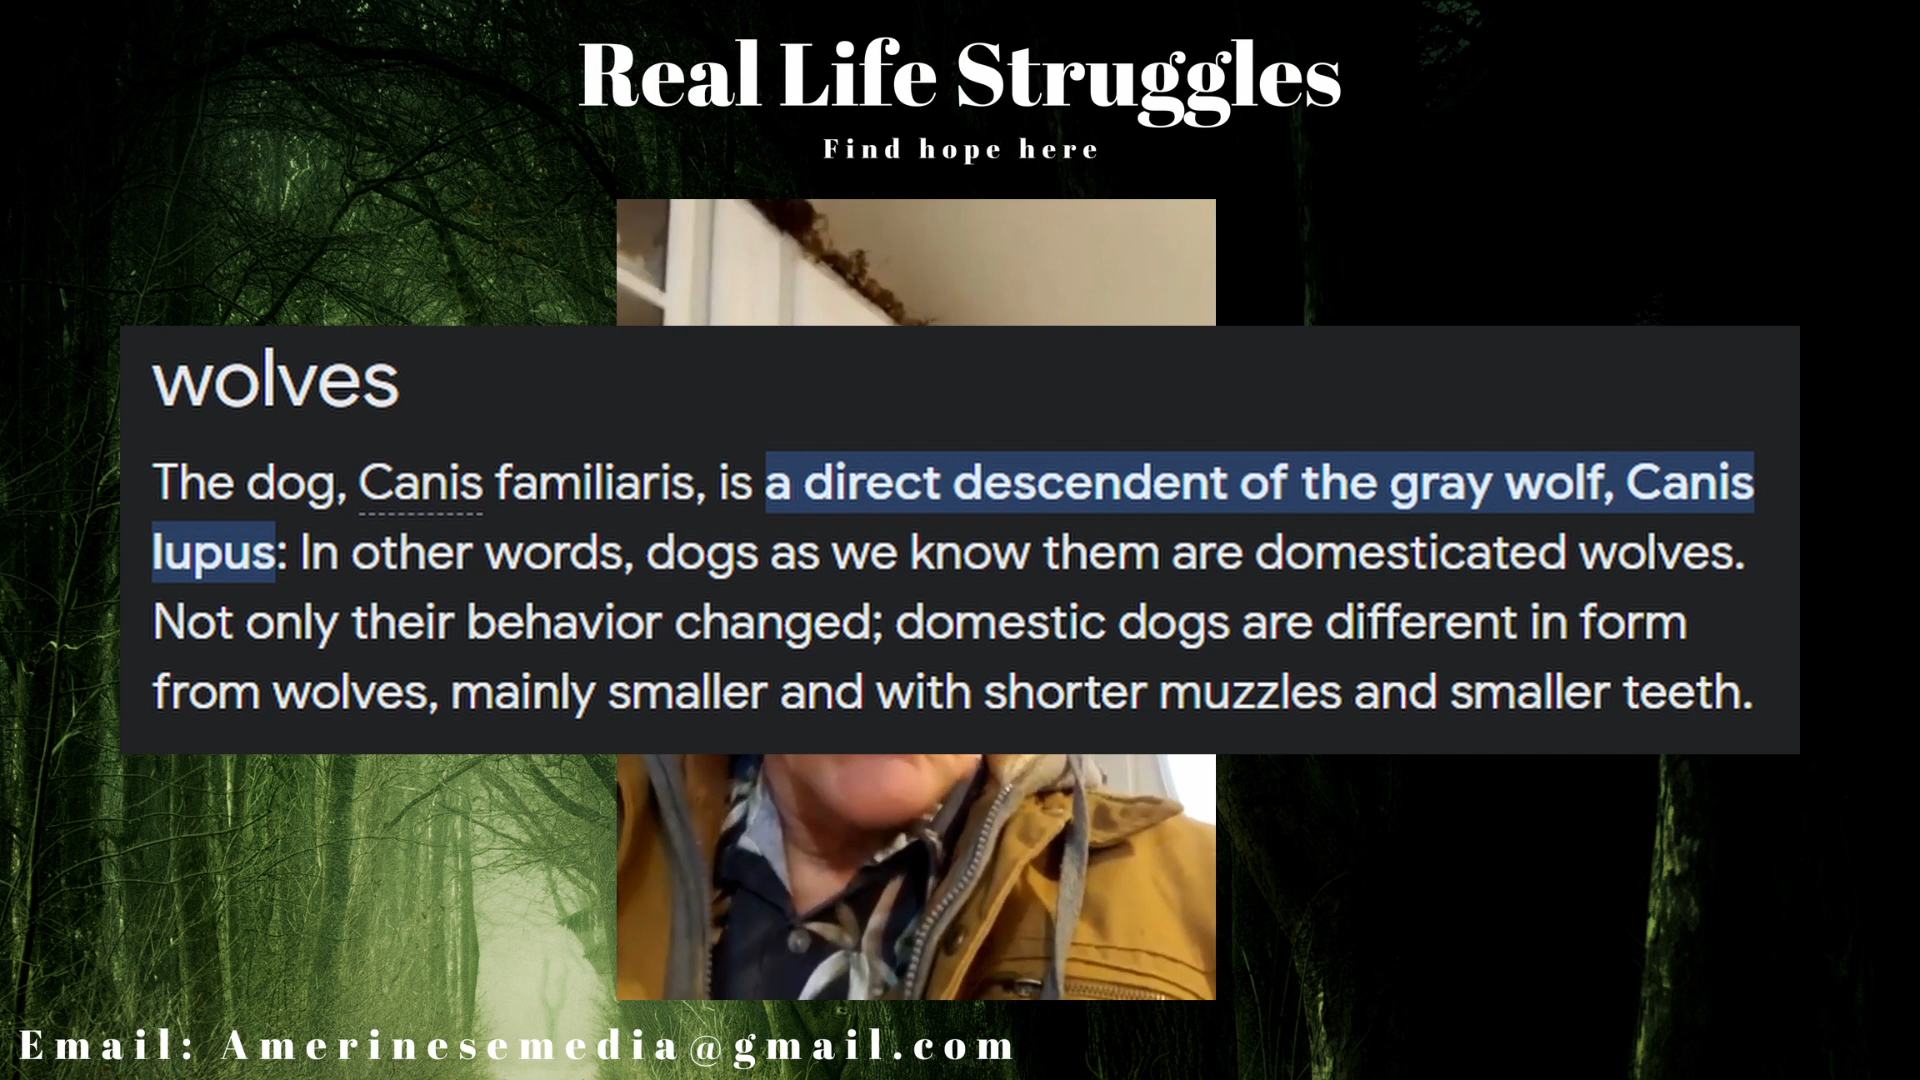 Real Life Struggles
Find hope here
wolves
The dog, Canis familiaris, is a direct descendent of the gray wolf, Canis
lupus: In other words, dogs as we know them are domesticated wolves.
Not only their behavior changed; domestic dogs are different in form
from wolves, mainly smaller and with shorter muzzles and smaller teeth.
Email: Amerinesemedia@gmail.com